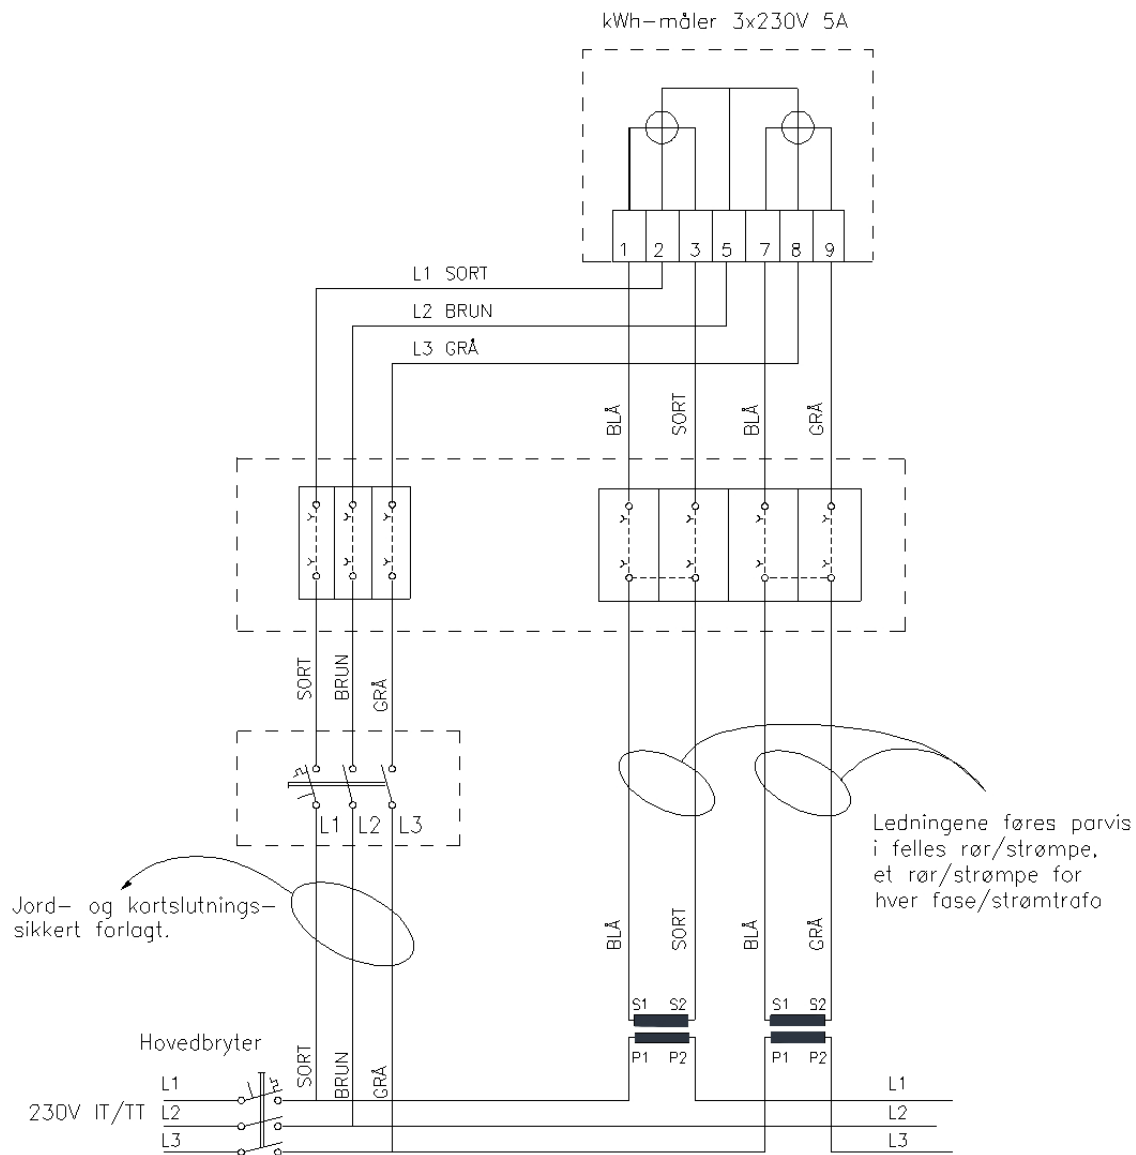 kWh-måler 3x230V 5A
1 2 3 5 7 8 9
L1 SORT
L2 BRUN
L3 GRÅ
BLÅ SORT BLÅ GRÅ
SORT BRUN GRÅ
L1 L2 L3
Ledningene føres parvis
i felles rør/strømpe,
et rør/strømpe for
hver fase/strømtrafo
Jord- og kortslutnings-
sikkert forlagt.
BLÅ SORT BLÅ GRÅ
S1 S2 S1 S2
P1 P2 P1 P2
Hovedbryter
SORT BRUN GRÅ
230V IT/TT
L1
L2
L3
L1
L2
L3